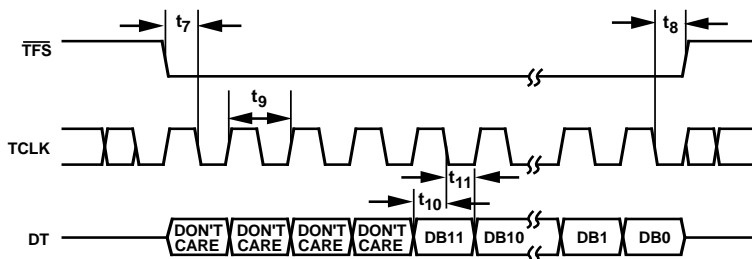 t7
t8
TFS
t9
TCLK
t11
t10
DT
DON'T CARE
DON'T CARE
DON'T CARE
DON'T CARE
DB11
DB10
DB1
DB0